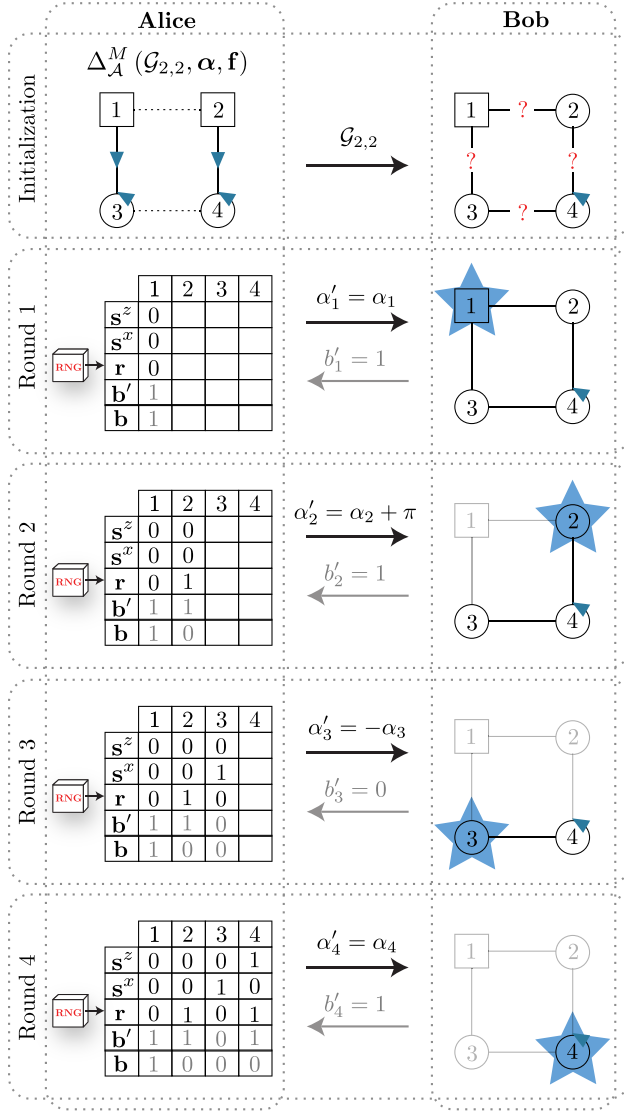 Alice Bob
Initialization
Δ_𝒜^M (𝒢_{2,2}, α, f)
1 2
3 4
𝒢_{2,2}
1 ? 2
? ?
3 ? 4
Round 1
RNG
1 2 3 4
s^z 0
s^x 0
r 0
b′ 1
b 1
α′_1 = α_1
b′_1 = 1
1 2
3 4
Round 2
RNG
1 2 3 4
s^z 0 0
s^x 0 0
r 0 1
b′ 1 1
b 1 0
α′_2 = α_2 + π
b′_2 = 1
1 2
3 4
Round 3
RNG
1 2 3 4
s^z 0 0 0
s^x 0 0 1
r 0 1 0
b′ 1 1 0
b 1 0 0
α′_3 = −α_3
b′_3 = 0
1 2
3 4
Round 4
RNG
1 2 3 4
s^z 0 0 0 1
s^x 0 0 1 0
r 0 1 0 1
b′ 1 1 0 1
b 1 0 0 0
α′_4 = α_4
b′_4 = 1
1 2
3 4